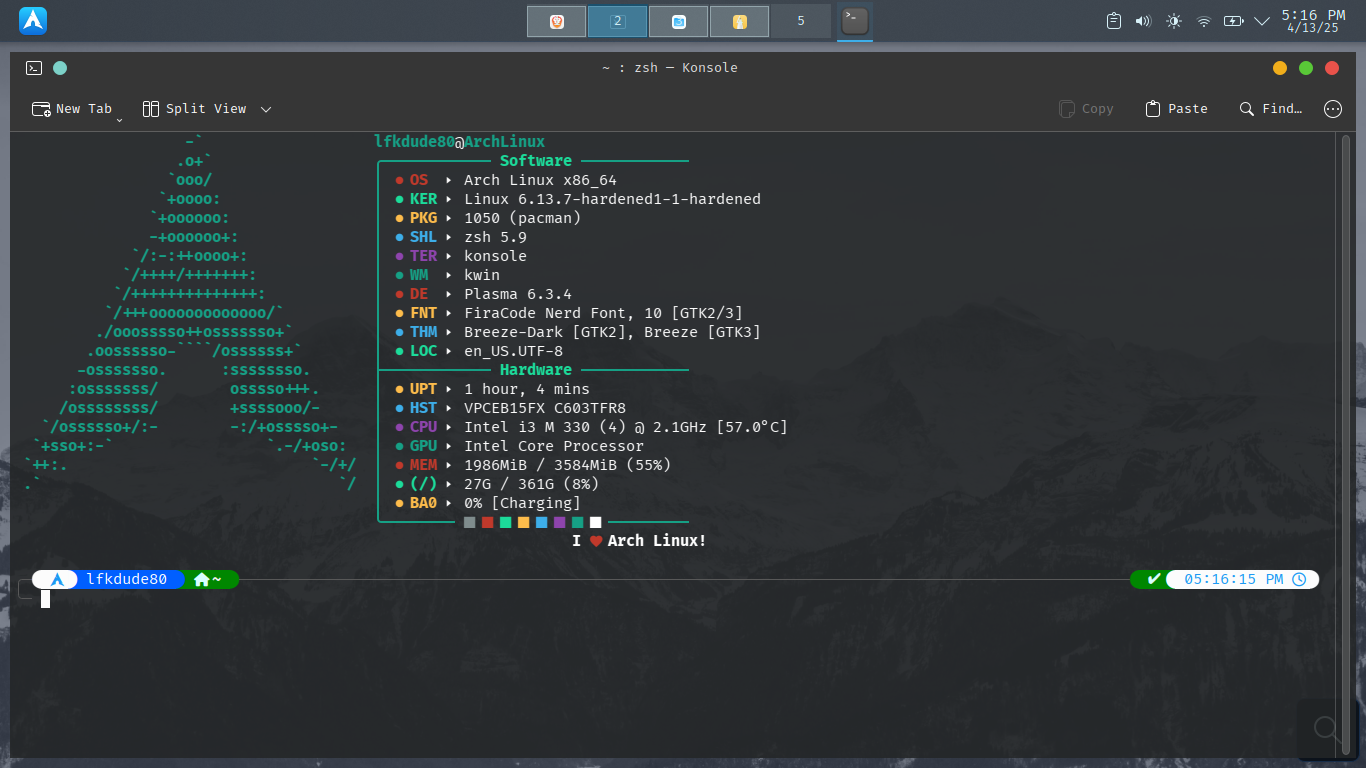 2
5
5:16 PM
4/13/25
~ : zsh — Konsole
New Tab
Split View
Copy
Paste
Find…
lfkdude80@ArchLinux
Software
OS Arch Linux x86_64
KER Linux 6.13.7-hardened1-1-hardened
PKG 1050 (pacman)
SHL zsh 5.9
TER konsole
WM kwin
DE Plasma 6.3.4
FNT FiraCode Nerd Font, 10 [GTK2/3]
THM Breeze-Dark [GTK2], Breeze [GTK3]
LOC en_US.UTF-8
Hardware
UPT 1 hour, 4 mins
HST VPCEB15FX C603TFR8
CPU Intel i3 M 330 (4) @ 2.1GHz [57.0°C]
GPU Intel Core Processor
MEM 1986MiB / 3584MiB (55%)
(/) 27G / 361G (8%)
BA0 0% [Charging]
I ♥ Arch Linux!
lfkdude80 ~ ✔ 05:16:15 PM